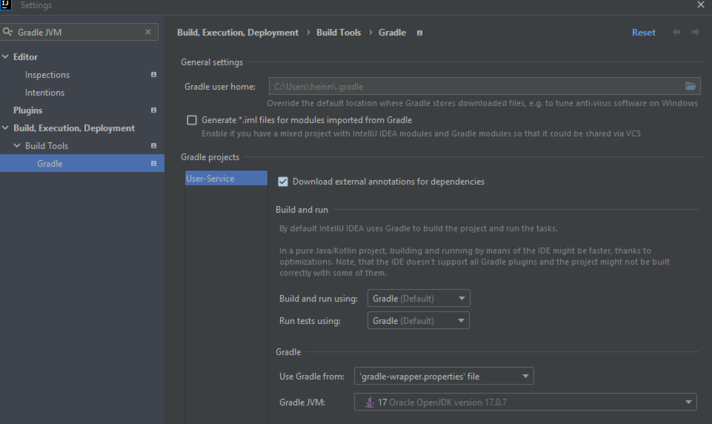 Settings
Gradle JVM
Build, Execution, Deployment › Build Tools › Gradle
Reset
Editor
Inspections
Intentions
Plugins
Build, Execution, Deployment
Build Tools
Gradle
General settings
Gradle user home: C:\Users\heinn\.gradle
Override the default location where Gradle stores downloaded files, e.g. to tune anti-virus software on Windows
Generate *.iml files for modules imported from Gradle
Enable if you have a mixed project with IntelliJ IDEA modules and Gradle modules so that it could be shared via VCS
Gradle projects
User-Service
Download external annotations for dependencies
Build and run
By default IntelliJ IDEA uses Gradle to build the project and run the tasks.
In a pure Java/Kotlin project, building and running by means of the IDE might be faster, thanks to
optimizations. Note, that the IDE doesn't support all Gradle plugins and the project might not be built
correctly with some of them.
Build and run using: Gradle (Default)
Run tests using: Gradle (Default)
Gradle
Use Gradle from: 'gradle-wrapper.properties' file
Gradle JVM: 17 Oracle OpenJDK version 17.0.7